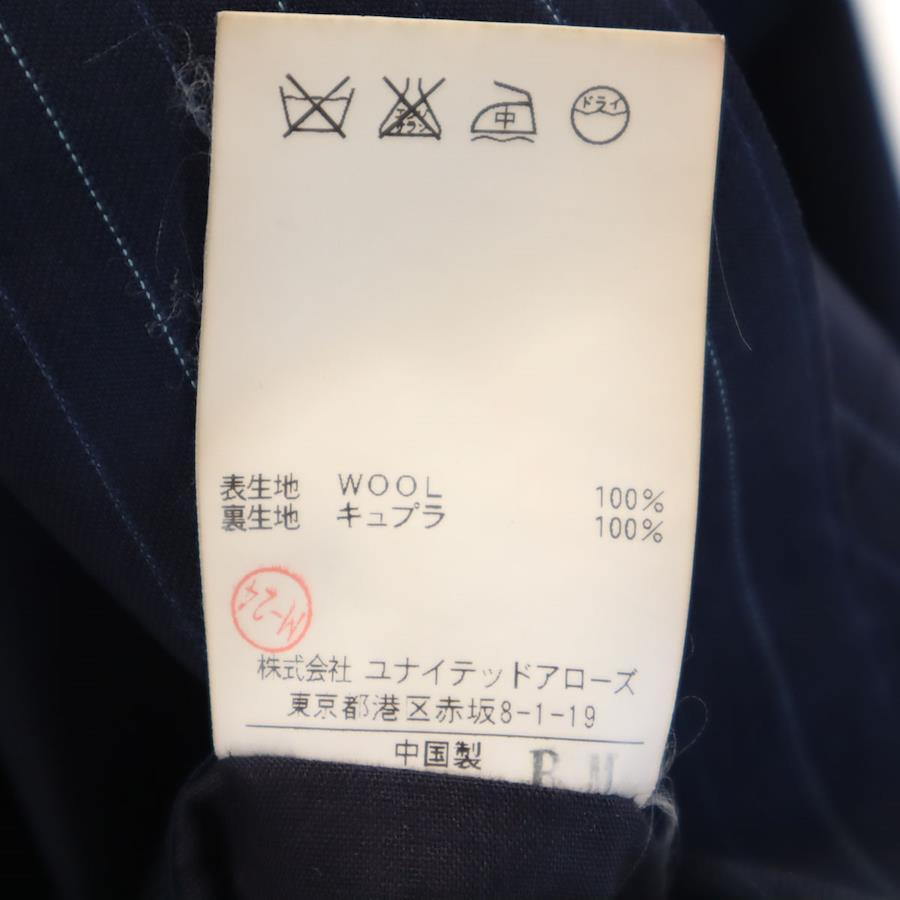 中 ドライ
表生地 WOOL 100%
裏生地 キュプラ 100%
株式会社 ユナイテッドアローズ
東京都港区赤坂8-1-19
中国製